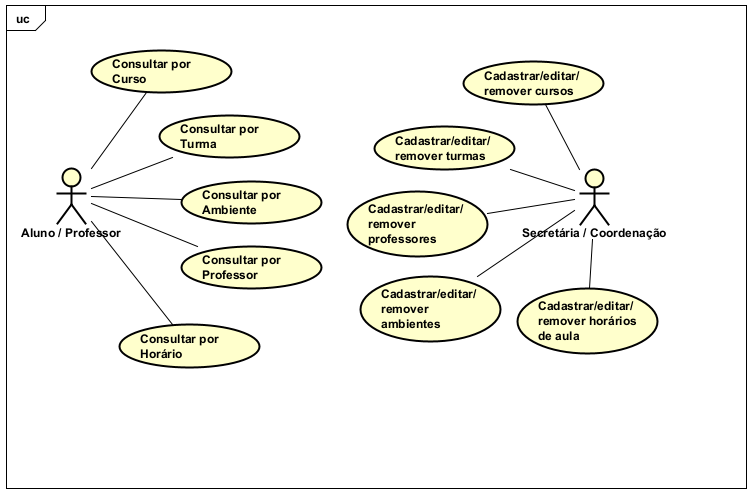 uc
Consultar por
Curso
Consultar por
Turma
Consultar por
Ambiente
Consultar por
Professor
Consultar por
Horário
Aluno / Professor
Cadastrar/editar/
remover cursos
Cadastrar/editar/
remover turmas
Cadastrar/editar/
remover
professores
Cadastrar/editar/
remover
ambientes
Cadastrar/editar/
remover horários
de aula
Secretária / Coordenação